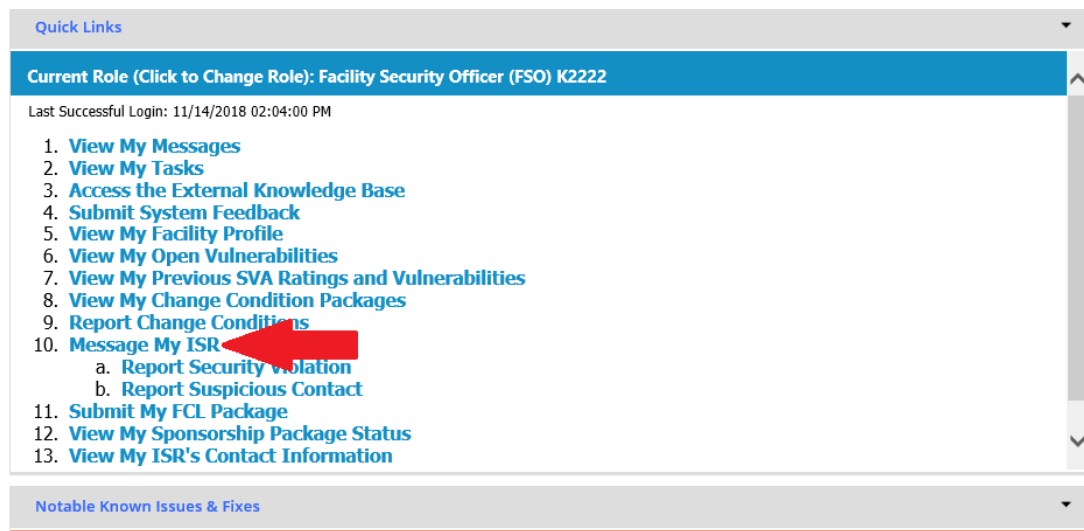 Quick Links
Current Role (Click to Change Role): Facility Security Officer (FSO) K2222
Last Successful Login: 11/14/2018 02:04:00 PM
1. View My Messages
2. View My Tasks
3. Access the External Knowledge Base
4. Submit System Feedback
5. View My Facility Profile
6. View My Open Vulnerabilities
7. View My Previous SVA Ratings and Vulnerabilities
8. View My Change Condition Packages
9. Report Change Conditions
10. Message My ISR
a. Report Security Violation
b. Report Suspicious Contact
11. Submit My FCL Package
12. View My Sponsorship Package Status
13. View My ISR's Contact Information
Notable Known Issues & Fixes